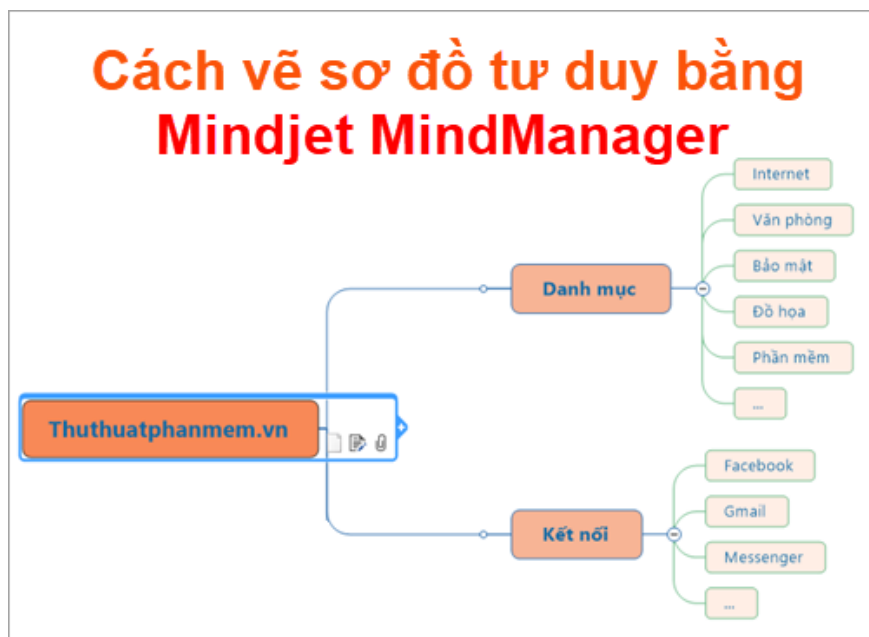 Cách vẽ sơ đồ tư duy bằng
Mindjet MindManager
Internet
Văn phòng
Bảo mật
Danh mục
Đồ họa
Phần mềm
...
Thuthuatphanmem.vn
Facebook
Gmail
Kết nối
Messenger
...